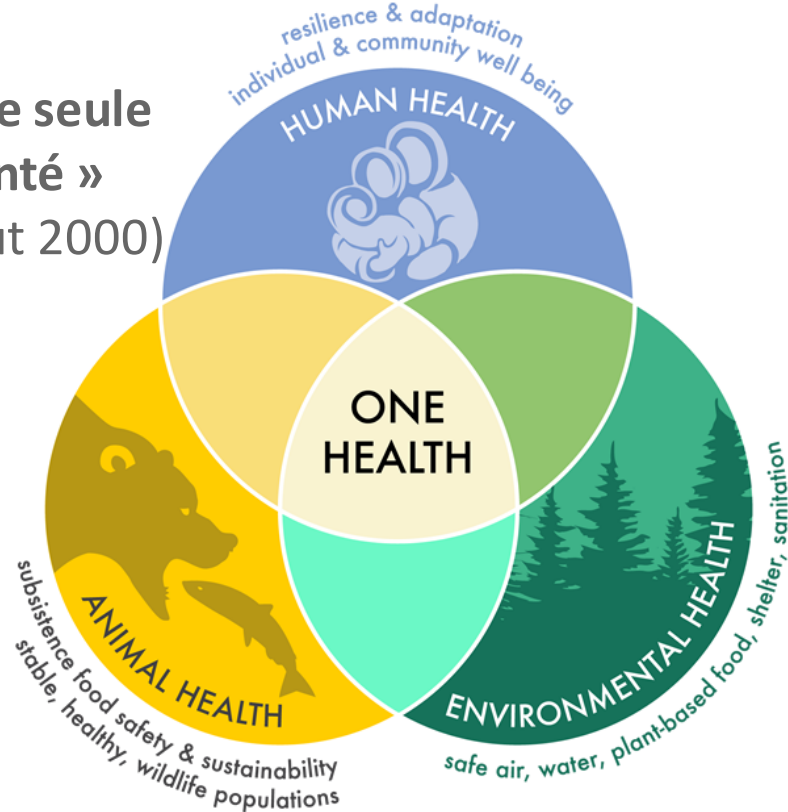 e seule
nté »
ut 2000)
resilience & adaptation
individual & community well being
HUMAN HEALTH
ONE
HEALTH
ANIMAL HEALTH
subsistence food safety & sustainability
stable, healthy, wildlife populations
ENVIRONMENTAL HEALTH
safe air, water, plant-based food, shelter, sanitation